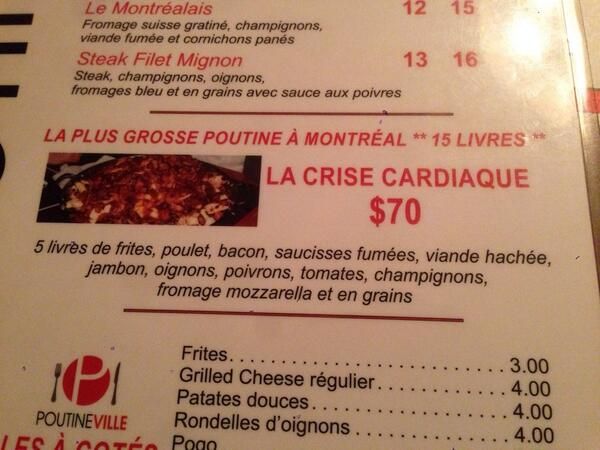 Le Montréalais 12 15
Fromage suisse gratiné, champignons,
viande fumée et cornichons panés
Steak Filet Mignon 13 16
Steak, champignons, oignons,
fromages bleu et en grains avec sauce aux poivres
LA PLUS GROSSE POUTINE À MONTRÉAL ** 15 LIVRES **
LA CRISE CARDIAQUE
$70
5 livres de frites, poulet, bacon, saucisses fumées, viande hachée,
jambon, oignons, poivrons, tomates, champignons,
fromage mozzarella et en grains
Frites. . . . . . . . . . . . . . . . . . . . . . . . . . . 3.00
Grilled Cheese régulier . . . . . . . . . . . . . 4.00
Patates douces. . . . . . . . . . . . . . . . . . . 4.00
Rondelles d'oignons . . . . . . . . . . . . . . . 4.00
Pogo
POUTINEVILLE
LES À CÔTÉS